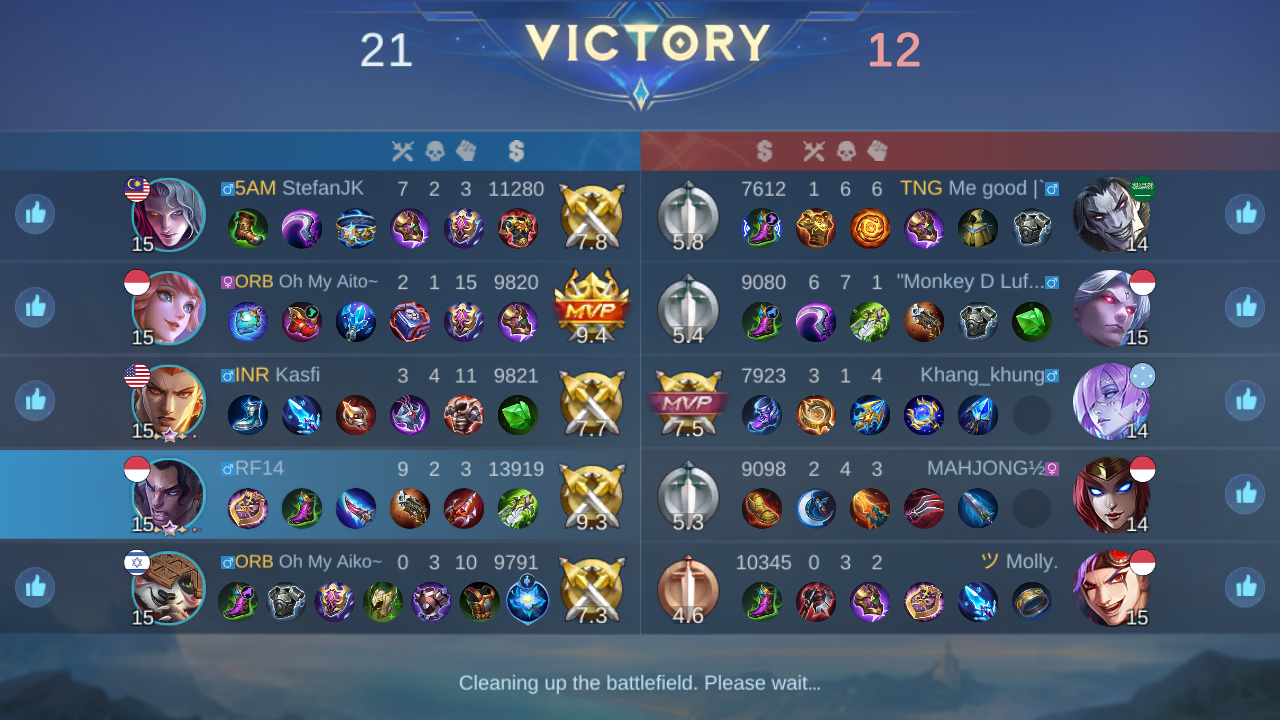 21 VICTORY 12
5AM StefanJK 7 2 3 11280 7.8 15
5.8 7612 1 6 6 TNG Me good |` 14
ORB Oh My Aito~ 2 1 15 9820 MVP 9.4 15
5.4 9080 6 7 1 "Monkey D Luf... 15
INR Kasfi 3 4 11 9821 7.7 15
MVP 7.5 7923 3 1 4 Khang_khung 14
RF14 9 2 3 13919 9.3 15
5.3 9098 2 4 3 MAHJONG½ 14
ORB Oh My Aiko~ 0 3 10 9791 7.3 15
4.6 10345 0 3 2 ツ Molly. 15
Cleaning up the battlefield. Please wait...